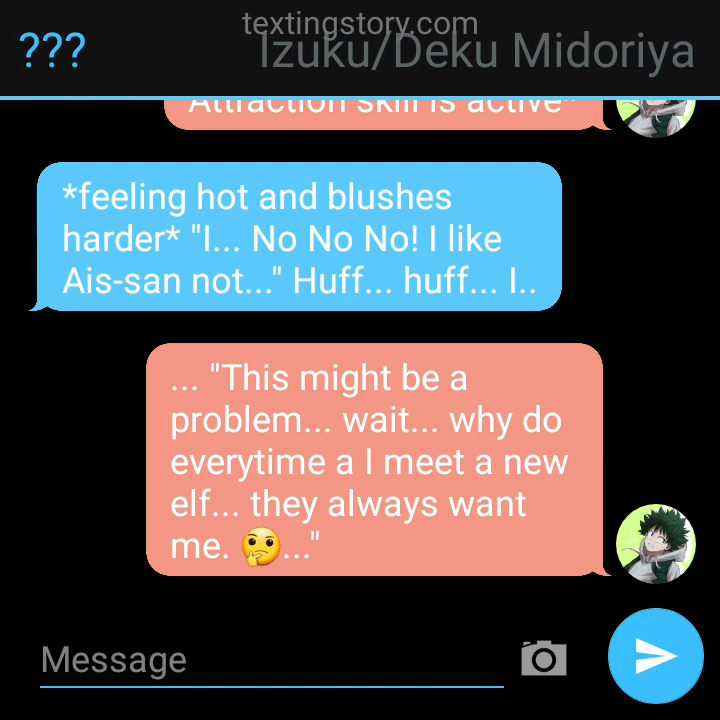 textingstory.com
???
Izuku/Deku Midoriya
Attraction skill is active*
*feeling hot and blushes
harder* "I... No No No! I like
Ais-san not..." Huff... huff... I..
... "This might be a
problem... wait... why do
everytime a I meet a new
elf... they always want
me. 🤔..."
Message